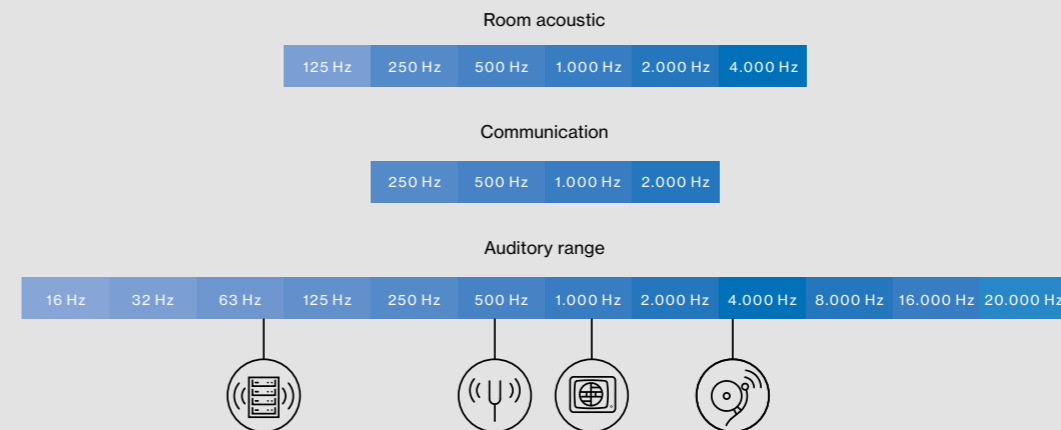 Room acoustic
125 Hz 250 Hz 500 Hz 1.000 Hz 2.000 Hz 4.000 Hz
Communication
250 Hz 500 Hz 1.000 Hz 2.000 Hz
Auditory range
16 Hz 32 Hz 63 Hz 125 Hz 250 Hz 500 Hz 1.000 Hz 2.000 Hz 4.000 Hz 8.000 Hz 16.000 Hz 20.000 Hz